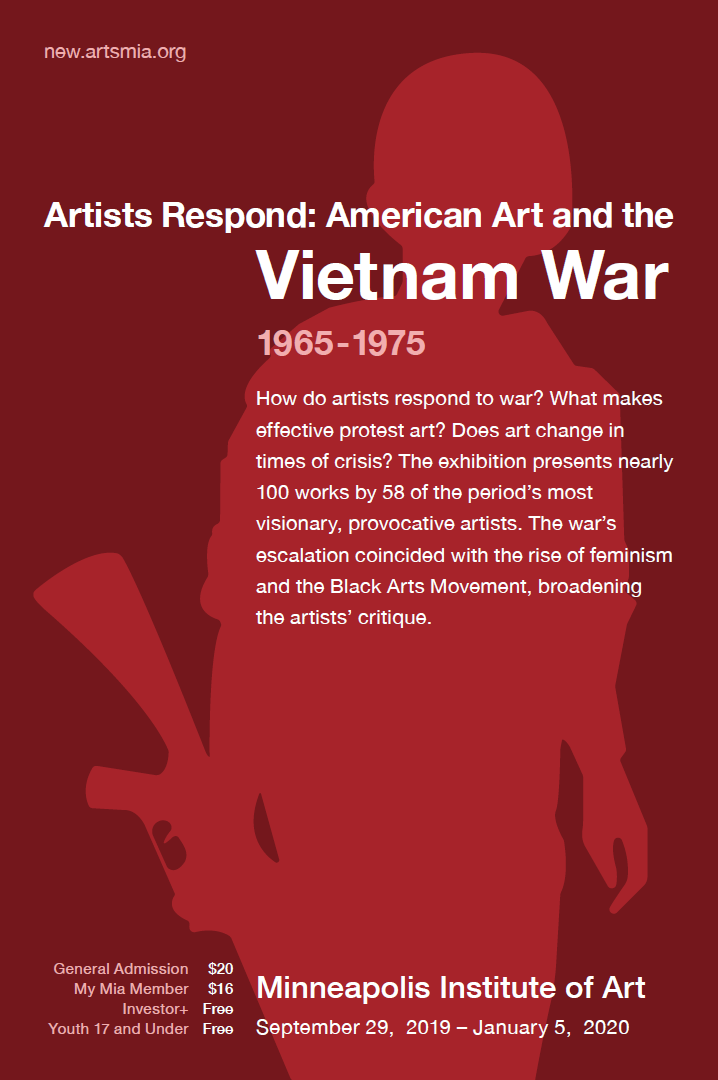 new.artsmia.org
Artists Respond: American Art and the
Vietnam War
1965-1975
How do artists respond to war? What makes
effective protest art? Does art change in
times of crisis? The exhibition presents nearly
100 works by 58 of the period's most
visionary, provocative artists. The war's
escalation coincided with the rise of feminism
and the Black Arts Movement, broadening
the artists' critique.
General Admission $20
My Mia Member $16
Investor+ Free
Youth 17 and Under Free
Minneapolis Institute of Art
September 29, 2019 – January 5, 2020